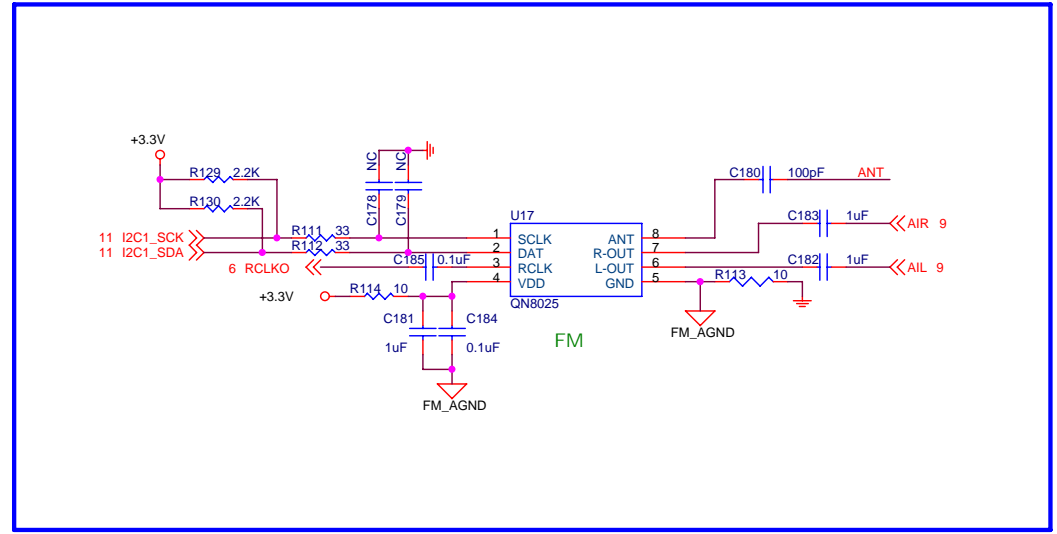 +3.3V
R129 2.2K
R130 2.2K
NC NC
C178 C179
C180 100pF ANT
C183 1uF AIR 9
U17
11 I2C1_SCK R111 33 1 SCLK ANT 8
11 I2C1_SDA R112 33 2 DAT R-OUT 7
6 RCLKO C185 0.1uF 3 RCLK L-OUT 6 C182 1uF AIL 9
+3.3V R114 10 4 VDD GND 5 R113 10
QN8025
C181 C184
1uF 0.1uF
FM
FM_AGND
FM_AGND